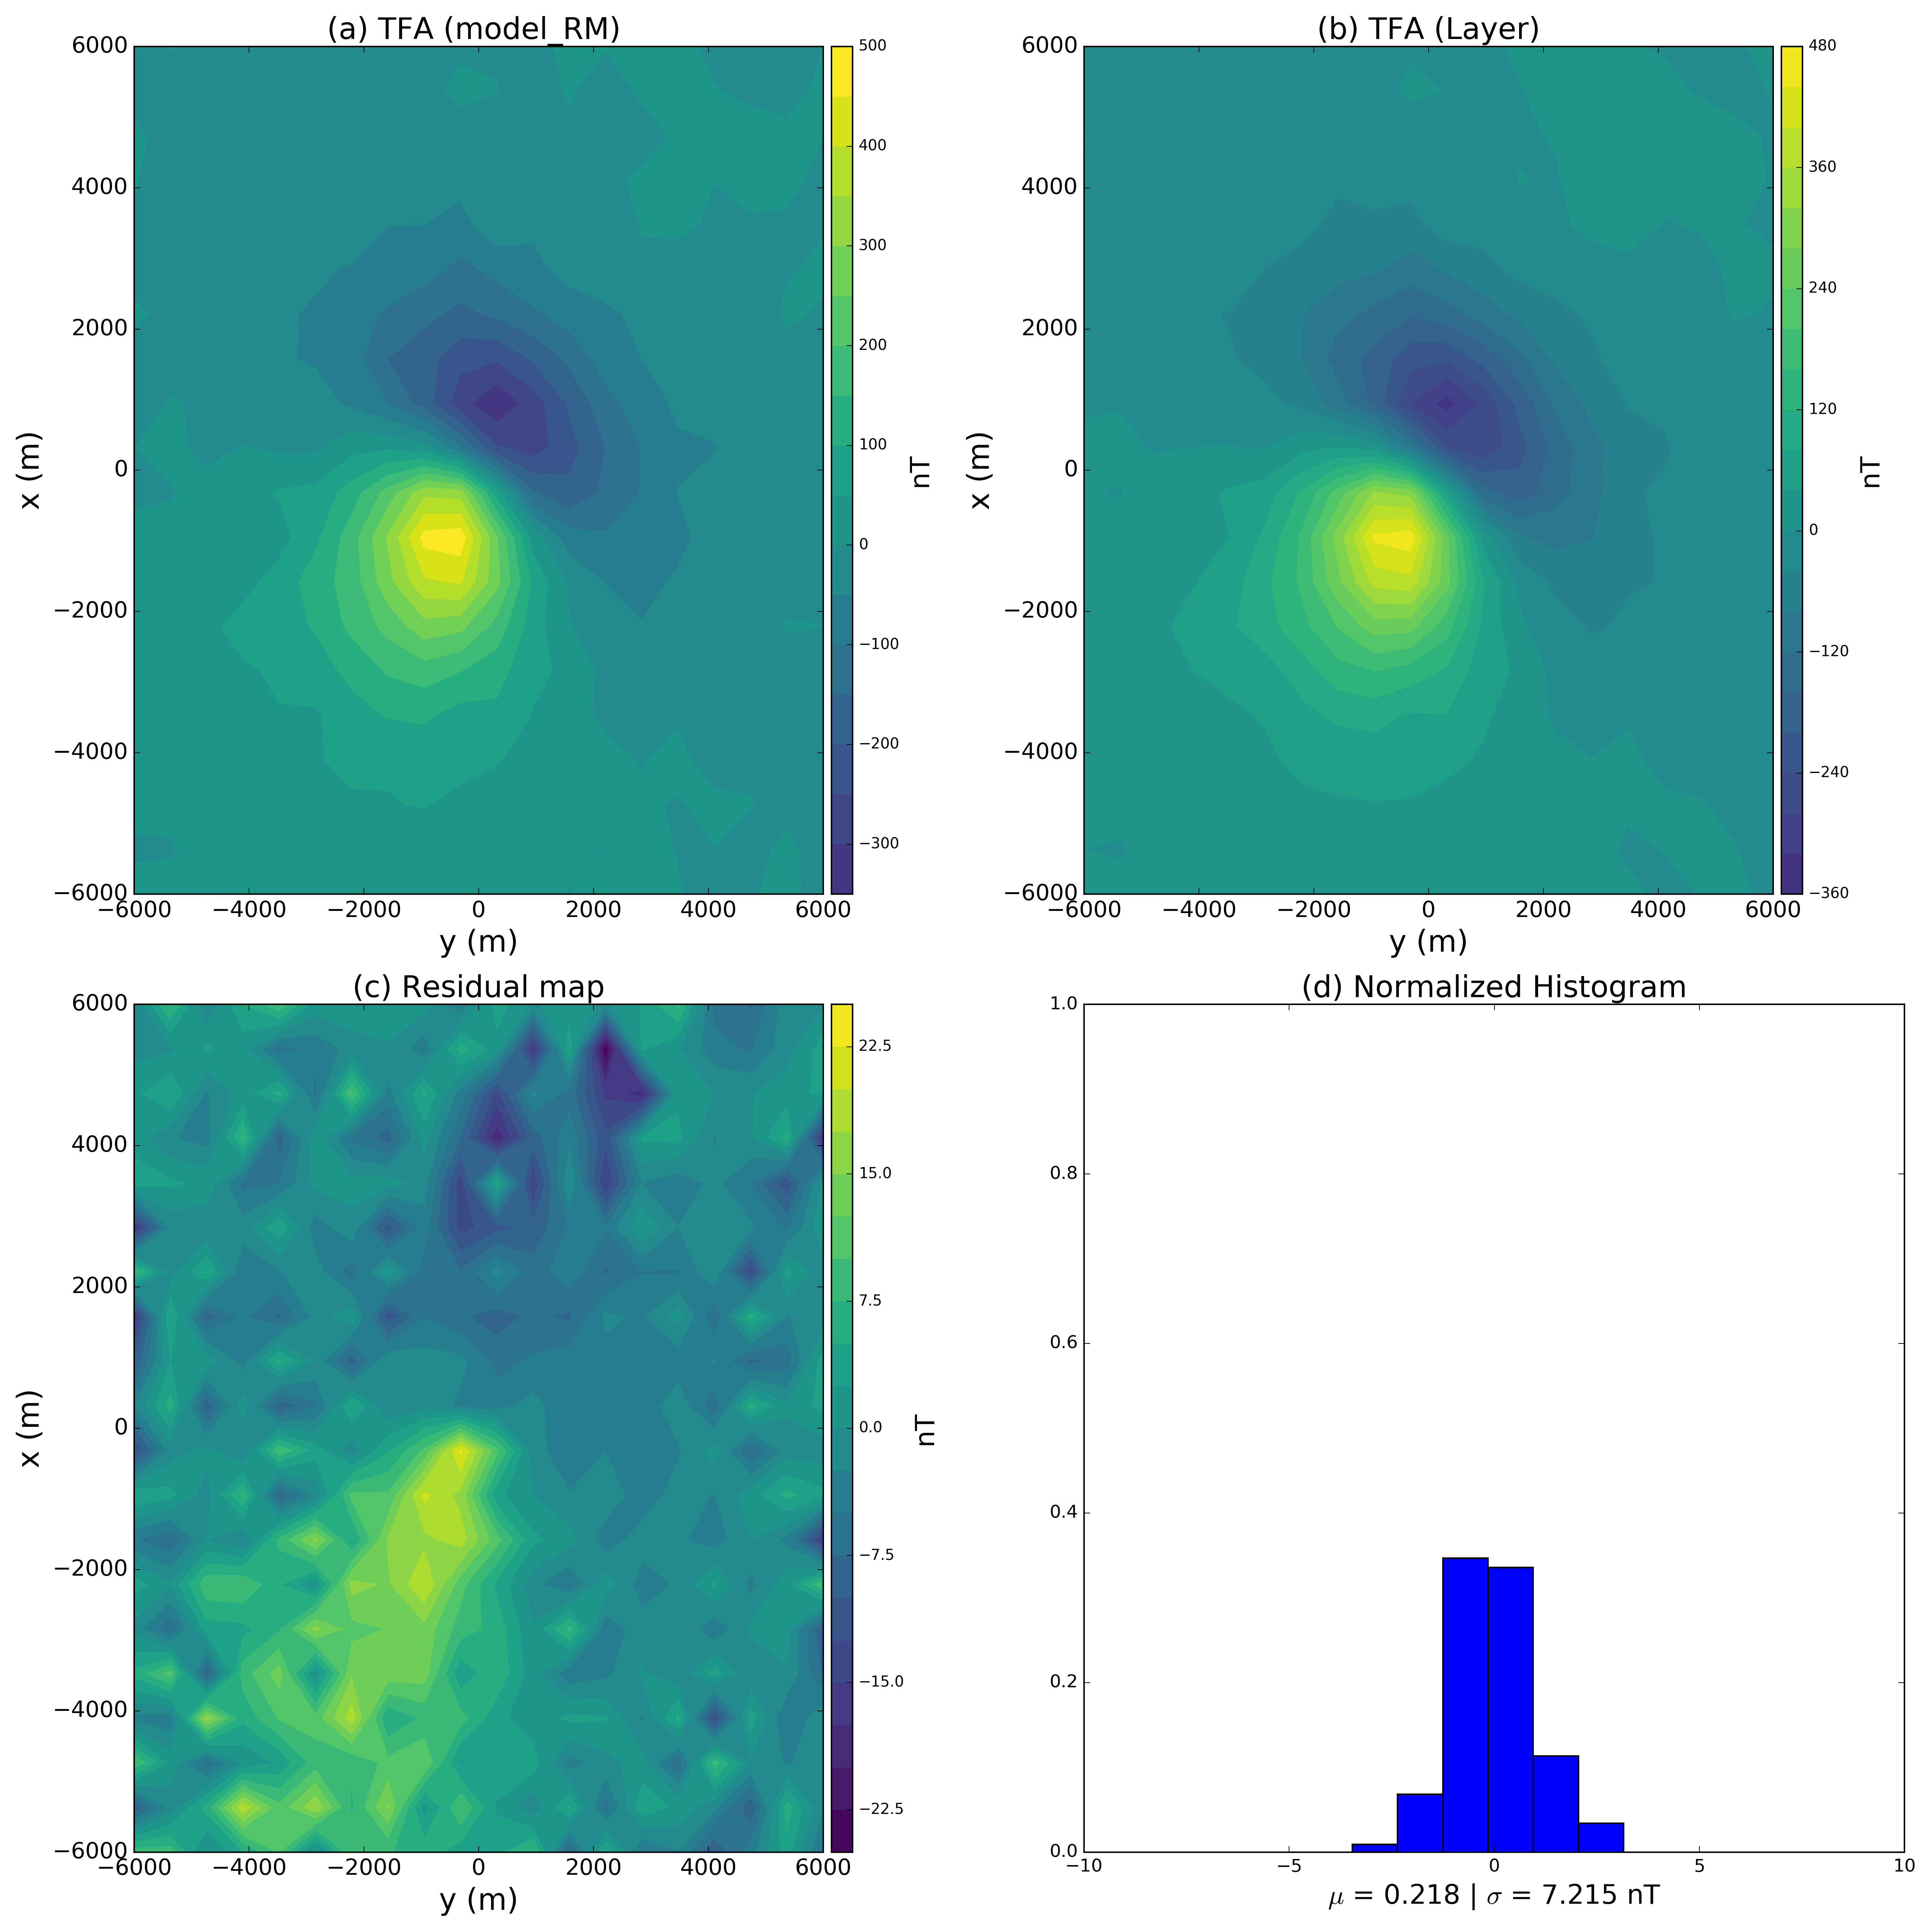 (a) TFA (model_RM)
6000
4000
2000
0
−2000
−4000
−6000
x (m)
−6000 −4000 −2000 0 2000 4000 6000
y (m)
500
400
300
200
100
0
−100
−200
−300
nT
(b) TFA (Layer)
6000
4000
2000
0
−2000
−4000
−6000
x (m)
−6000 −4000 −2000 0 2000 4000 6000
y (m)
480
360
240
120
0
−120
−240
−360
nT
(c) Residual map
6000
4000
2000
0
−2000
−4000
−6000
x (m)
−6000 −4000 −2000 0 2000 4000 6000
y (m)
22.5
15.0
7.5
0.0
−7.5
−15.0
−22.5
nT
(d) Normalized Histogram
1.0
0.8
0.6
0.4
0.2
0.0
−10 −5 0 5 10
μ = 0.218 | σ = 7.215 nT